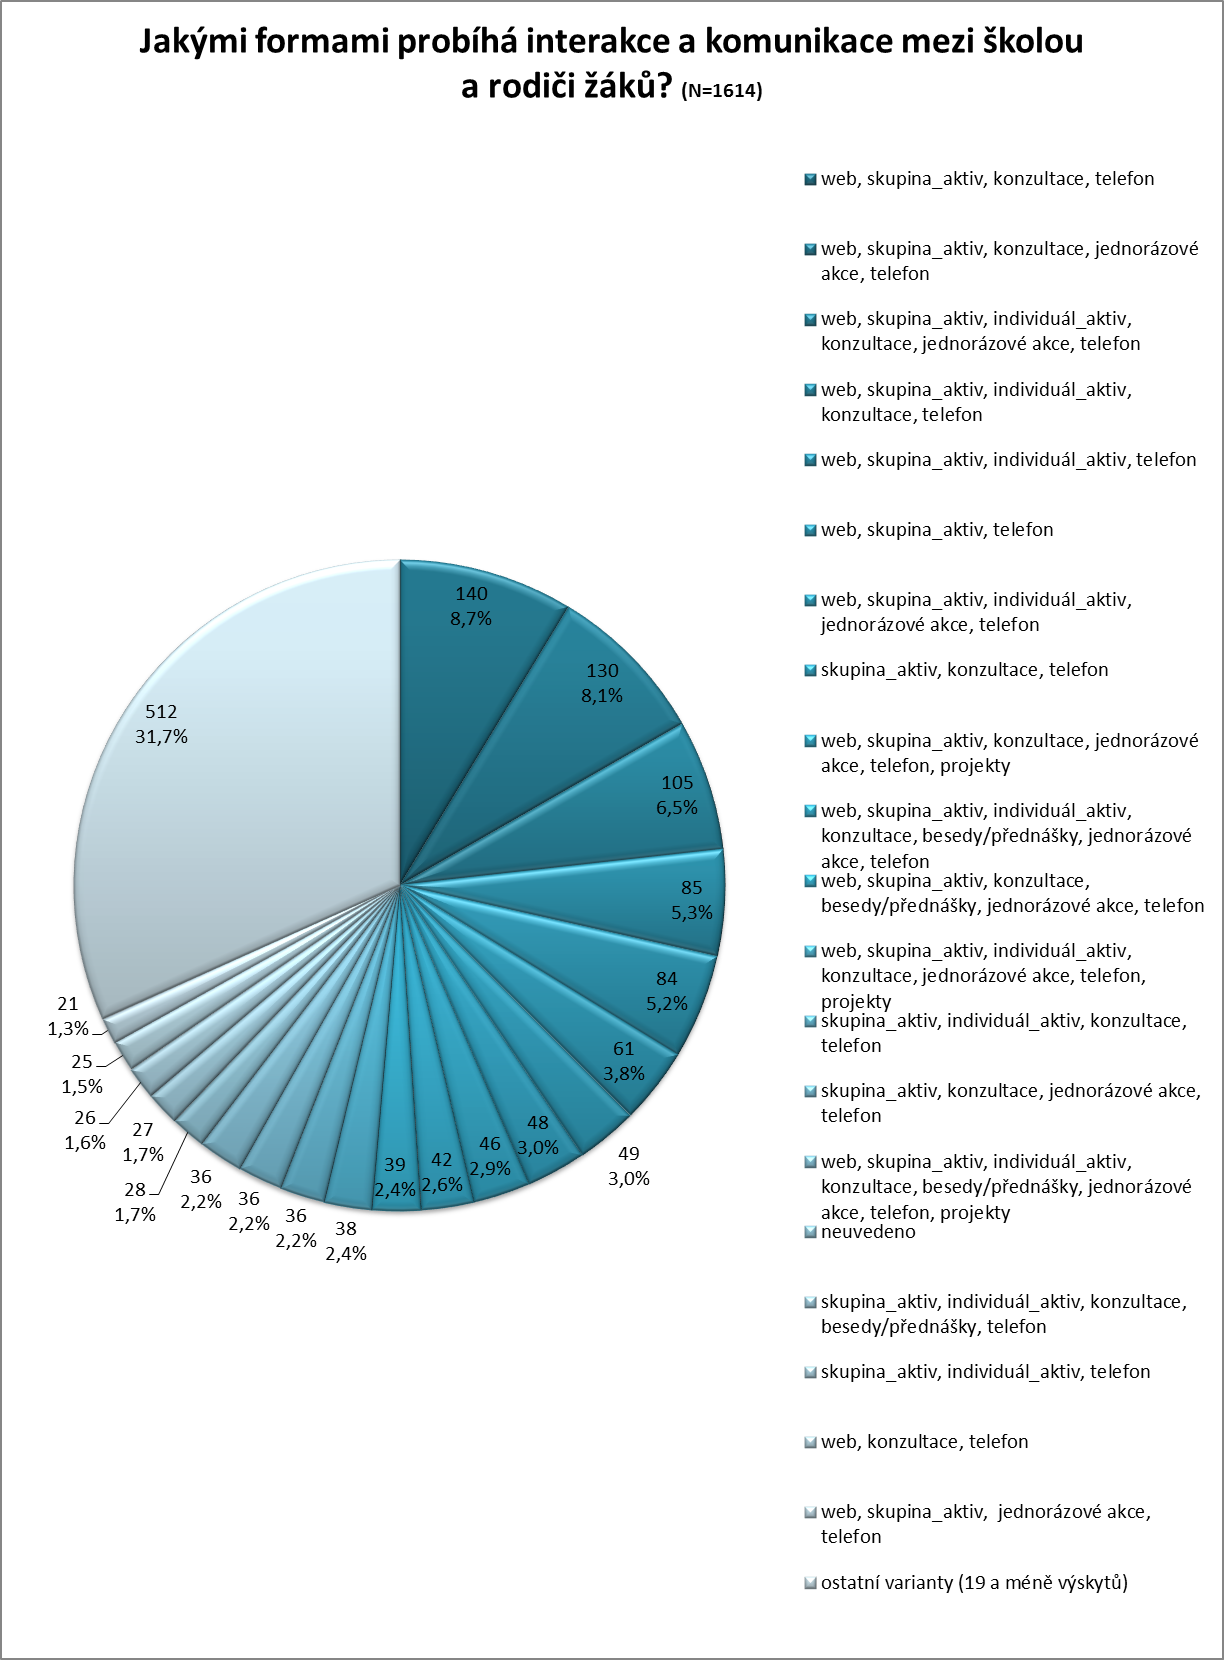 Jakými formami probíhá interakce a komunikace mezi školou
a rodiči žáků? (N=1614)
web, skupina_aktiv, konzultace, telefon
web, skupina_aktiv, konzultace, jednorázové
akce, telefon
web, skupina_aktiv, individuál_aktiv,
konzultace, jednorázové akce, telefon
web, skupina_aktiv, individuál_aktiv,
konzultace, telefon
web, skupina_aktiv, individuál_aktiv, telefon
web, skupina_aktiv, telefon
web, skupina_aktiv, individuál_aktiv,
jednorázové akce, telefon
skupina_aktiv, konzultace, telefon
web, skupina_aktiv, konzultace, jednorázové
akce, telefon, projekty
web, skupina_aktiv, individuál_aktiv,
konzultace, besedy/přednášky, jednorázové
akce, telefon
web, skupina_aktiv, konzultace,
besedy/přednášky, jednorázové akce, telefon
web, skupina_aktiv, individuál_aktiv,
konzultace, jednorázové akce, telefon,
projekty
skupina_aktiv, individuál_aktiv, konzultace,
telefon
skupina_aktiv, konzultace, jednorázové akce,
telefon
web, skupina_aktiv, individuál_aktiv,
konzultace, besedy/přednášky, jednorázové
akce, telefon, projekty
neuvedeno
skupina_aktiv, individuál_aktiv, konzultace,
besedy/přednášky, telefon
skupina_aktiv, individuál_aktiv, telefon
web, konzultace, telefon
web, skupina_aktiv,  jednorázové akce,
telefon
ostatní varianty (19 a méně výskytů)
140
8,7%
130
8,1%
105
6,5%
85
5,3%
84
5,2%
61
3,8%
49
3,0%
48
3,0%
46
2,9%
42
2,6%
39
2,4%
38
2,4%
36
2,2%
36
2,2%
36
2,2%
28
1,7%
27
1,7%
26
1,6%
25
1,5%
21
1,3%
512
31,7%